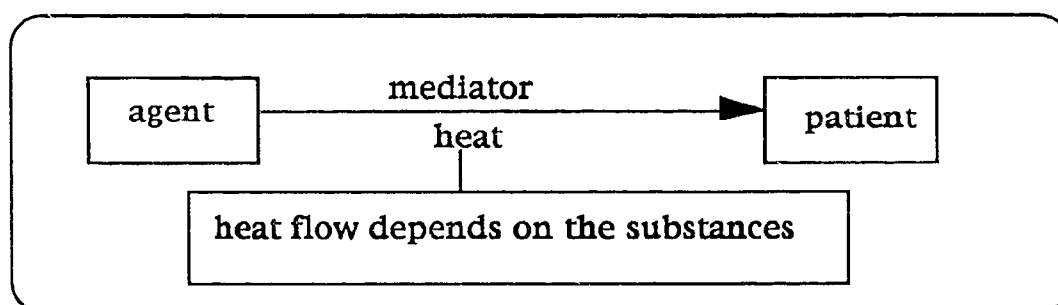 mediator
agent
patient
heat
heat flow depends on the substances